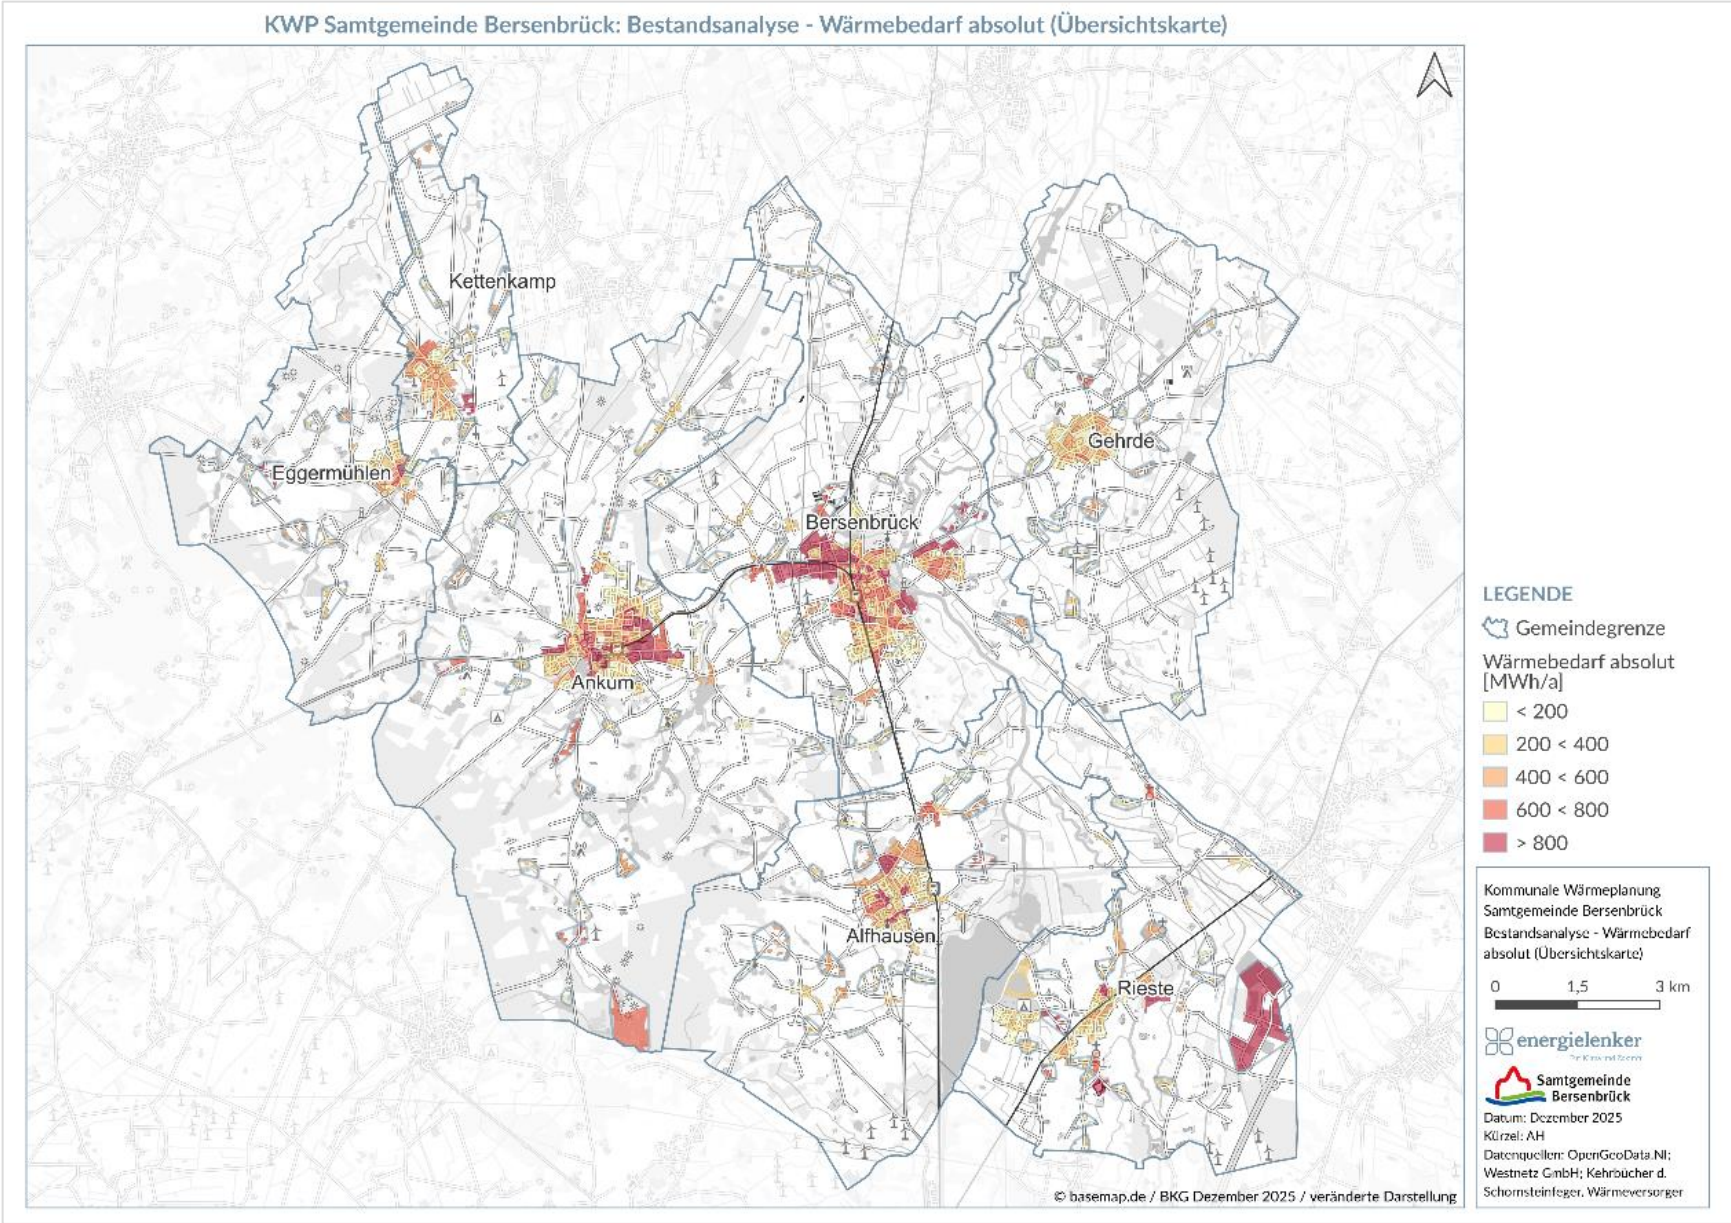 KWP Samtgemeinde Bersenbrück: Bestandsanalyse - Wärmebedarf absolut (Übersichtskarte)
Kettenkamp
Gehrde
Eggermühlen
Bersenbrück
Ankum
Alfhausen
Rieste
LEGENDE
Gemeindegrenze
Wärmebedarf absolut
[MWh/a]
< 200
200 < 400
400 < 600
600 < 800
> 800
Kommunale Wärmeplanung
Samtgemeinde Bersenbrück
Bestandsanalyse - Wärmebedarf
absolut (Übersichtskarte)
0 1,5 3 km
energielenker
Samtgemeinde
Bersenbrück
Datum: Dezember 2025
Kürzel: AH
Datenquellen: OpenGeoData.NI;
Westnetz GmbH; Kehrbücher d.
Schornsteinfeger, Wärmeversorger
© basemap.de / BKG Dezember 2025 / veränderte Darstellung